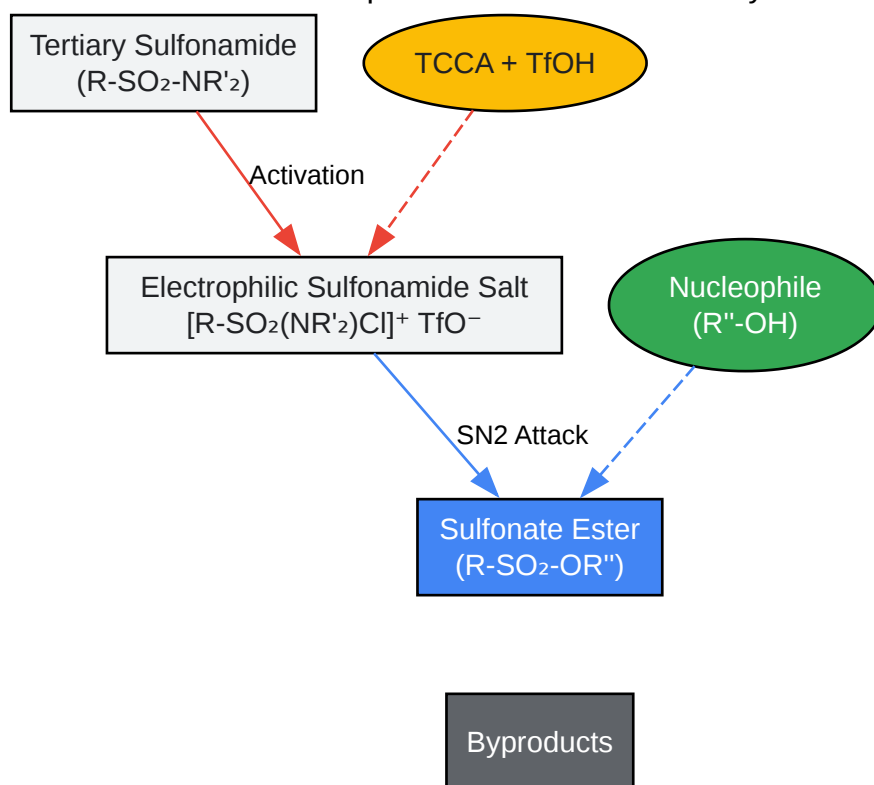 Tertiary Sulfonamide
(R-SO₂-NR'₂)
TCCA + TfOH
Activation
Electrophilic Sulfonamide Salt
[R-SO₂(NR'₂)Cl]⁺ TfO⁻
Nucleophile
(R''-OH)
SN2 Attack
Sulfonate Ester
(R-SO₂-OR'')
Byproducts